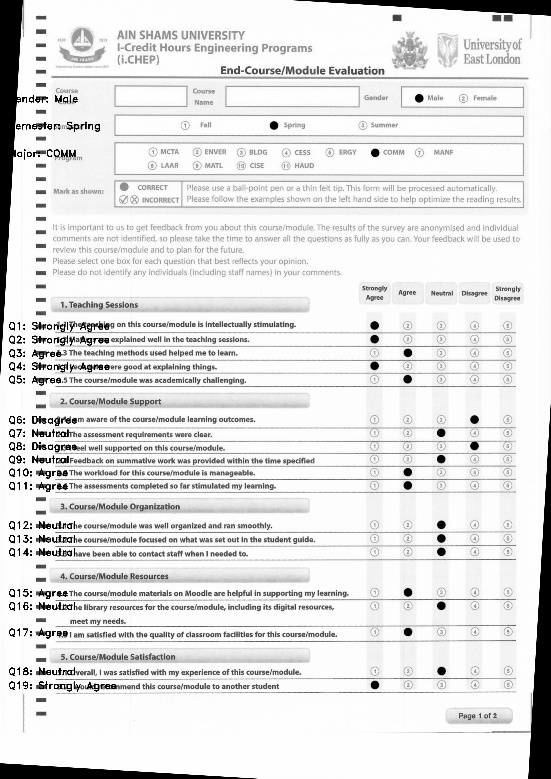 AIN SHAMS UNIVERSITY
I-Credit Hours Engineering Programs
(i.CHEP)
University of
East London
End-Course/Module Evaluation
Course
Course
Name
Gender
Male
2 Female
ender: Male
1 Fall
Spring
3 Summer
emester: Spring
1 MCTA 2 ENVER 3 BLDG 4 CESS 6 ERGY COMM 7 MANF
ajor: COMM
Program
8 LAAR 9 MATL 10 CISE 11 HAUD
Mark as shown:
CORRECT
INCORRECT
Please use a ball-point pen or a thin felt tip. This form will be processed automatically.
Please follow the examples shown on the left hand side to help optimize the reading results.
It is important to us to get feedback from you about this course/module. The results of the survey are anonymised and individual
comments are not identified, so please take the time to answer all the questions as fully as you can. Your feedback will be used to
review this course/module and to plan for the future.
Please select one box for each question that best reflects your opinion.
Please do not identify any individuals (including staff names) in your comments.
Strongly Agree
Agree
Neutral
Disagree
Strongly Disagree
1. Teaching Sessions
Q1: Strongly Agree on this course/module is intellectually stimulating. 2 3 4 5
Q2: Strongly Agree explained well in the teaching sessions. 2 3 4 5
Q3: Agree .3 The teaching methods used helped me to learn. 1 3 4 5
Q4: Strongly Agree were good at explaining things. 2 3 4 5
Q5: Agree .5 The course/module was academically challenging. 1 3 4 5
2. Course/Module Support
Q6: Disagree am aware of the course/module learning outcomes. 1 2 3 5
Q7: Neutral The assessment requirements were clear. 1 2 4 5
Q8: Disagree feel well supported on this course/module. 1 2 3 5
Q9: Neutral Feedback on summative work was provided within the time specified 1 2 4 5
Q10: Agree The workload for this course/module is manageable. 1 3 4 5
Q11: Agree The assessments completed so far stimulated my learning. 1 3 4 5
3. Course/Module Organization
Q12: Neutral The course/module was well organized and ran smoothly. 1 2 4 5
Q13: Neutral The course/module focused on what was set out in the student guide. 1 2 4 5
Q14: Neutral have been able to contact staff when I needed to. 1 2 4 5
4. Course/Module Resources
Q15: Agree The course/module materials on Moodle are helpful in supporting my learning. 1 3 4 5
Q16: Neutral The library resources for the course/module, including its digital resources, 1 2 4 5
meet my needs.
Q17: Agree I am satisfied with the quality of classroom facilities for this course/module. 1 3 4 5
5. Course/Module Satisfaction
Q18: Neutral Overall, I was satisfied with my experience of this course/module. 1 2 4 5
Q19: Strongly Agree mmend this course/module to another student 2 3 4 5
Page 1 of 2